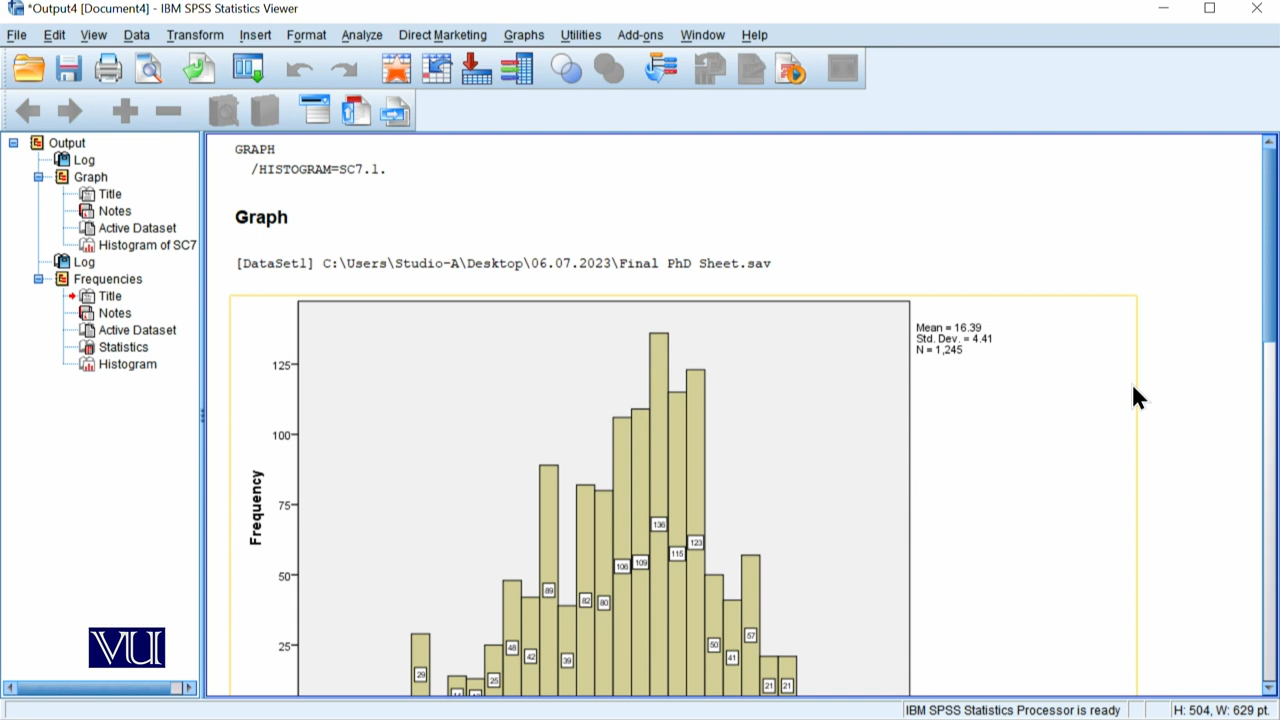 *Output4 [Document4] - IBM SPSS Statistics Viewer
File Edit View Data Transform Insert Format Analyze Direct Marketing Graphs Utilities Add-ons Window Help
Output
Log
Graph
Title
Notes
Active Dataset
Histogram of SC7
Log
Frequencies
Title
Notes
Active Dataset
Statistics
Histogram
VU
GRAPH
/HISTOGRAM=SC7.1.
Graph
[DataSet1] C:\Users\Studio-A\Desktop\06.07.2023\Final PhD Sheet.sav
Mean = 16.39
Std. Dev. = 4.41
N = 1,245
Frequency
125
100
75
50
25
29
25
48
42
89
39
82
80
106
109
136
115
123
50
41
57
21
21
IBM SPSS Statistics Processor is ready
H: 504, W: 629 pt.